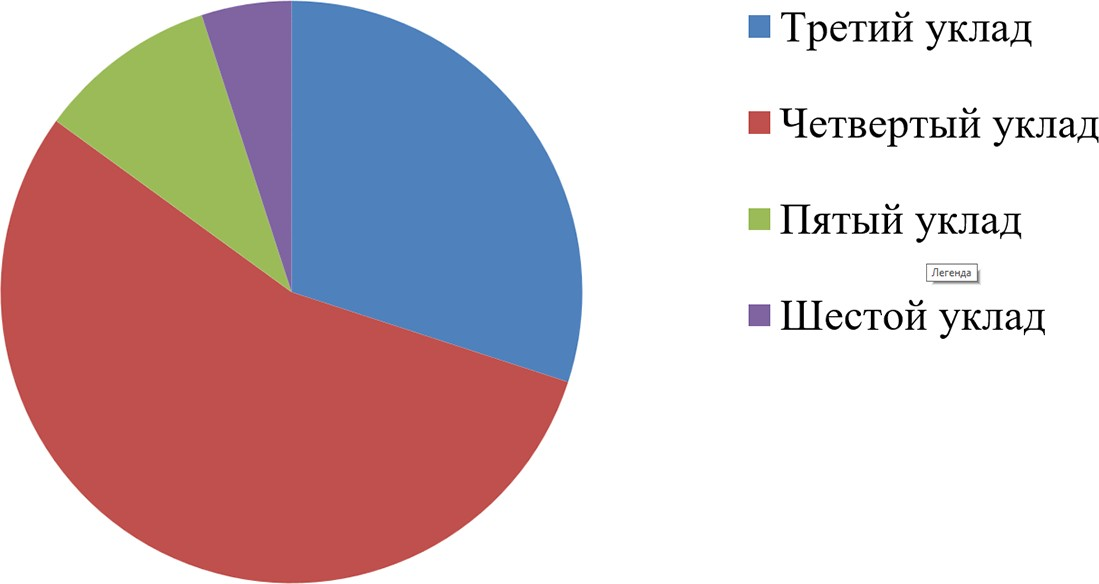 Третий уклад
Четвертый уклад
Пятый уклад
Легенда
Шестой уклад